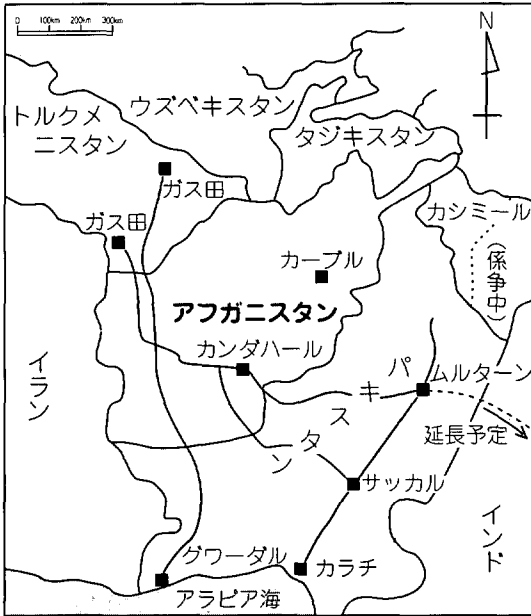 0 100km 200km 300km
N
ウズベキスタン
トルクメ
ニスタン
タジキスタン
ガス田
カシミール
(係争中)
ガス田
カーブル
アフガニスタン
イラン
カンダハール
パキスタン
ムルターン
延長予定
サッカル
インド
グワーダル
カラチ
アラビア海